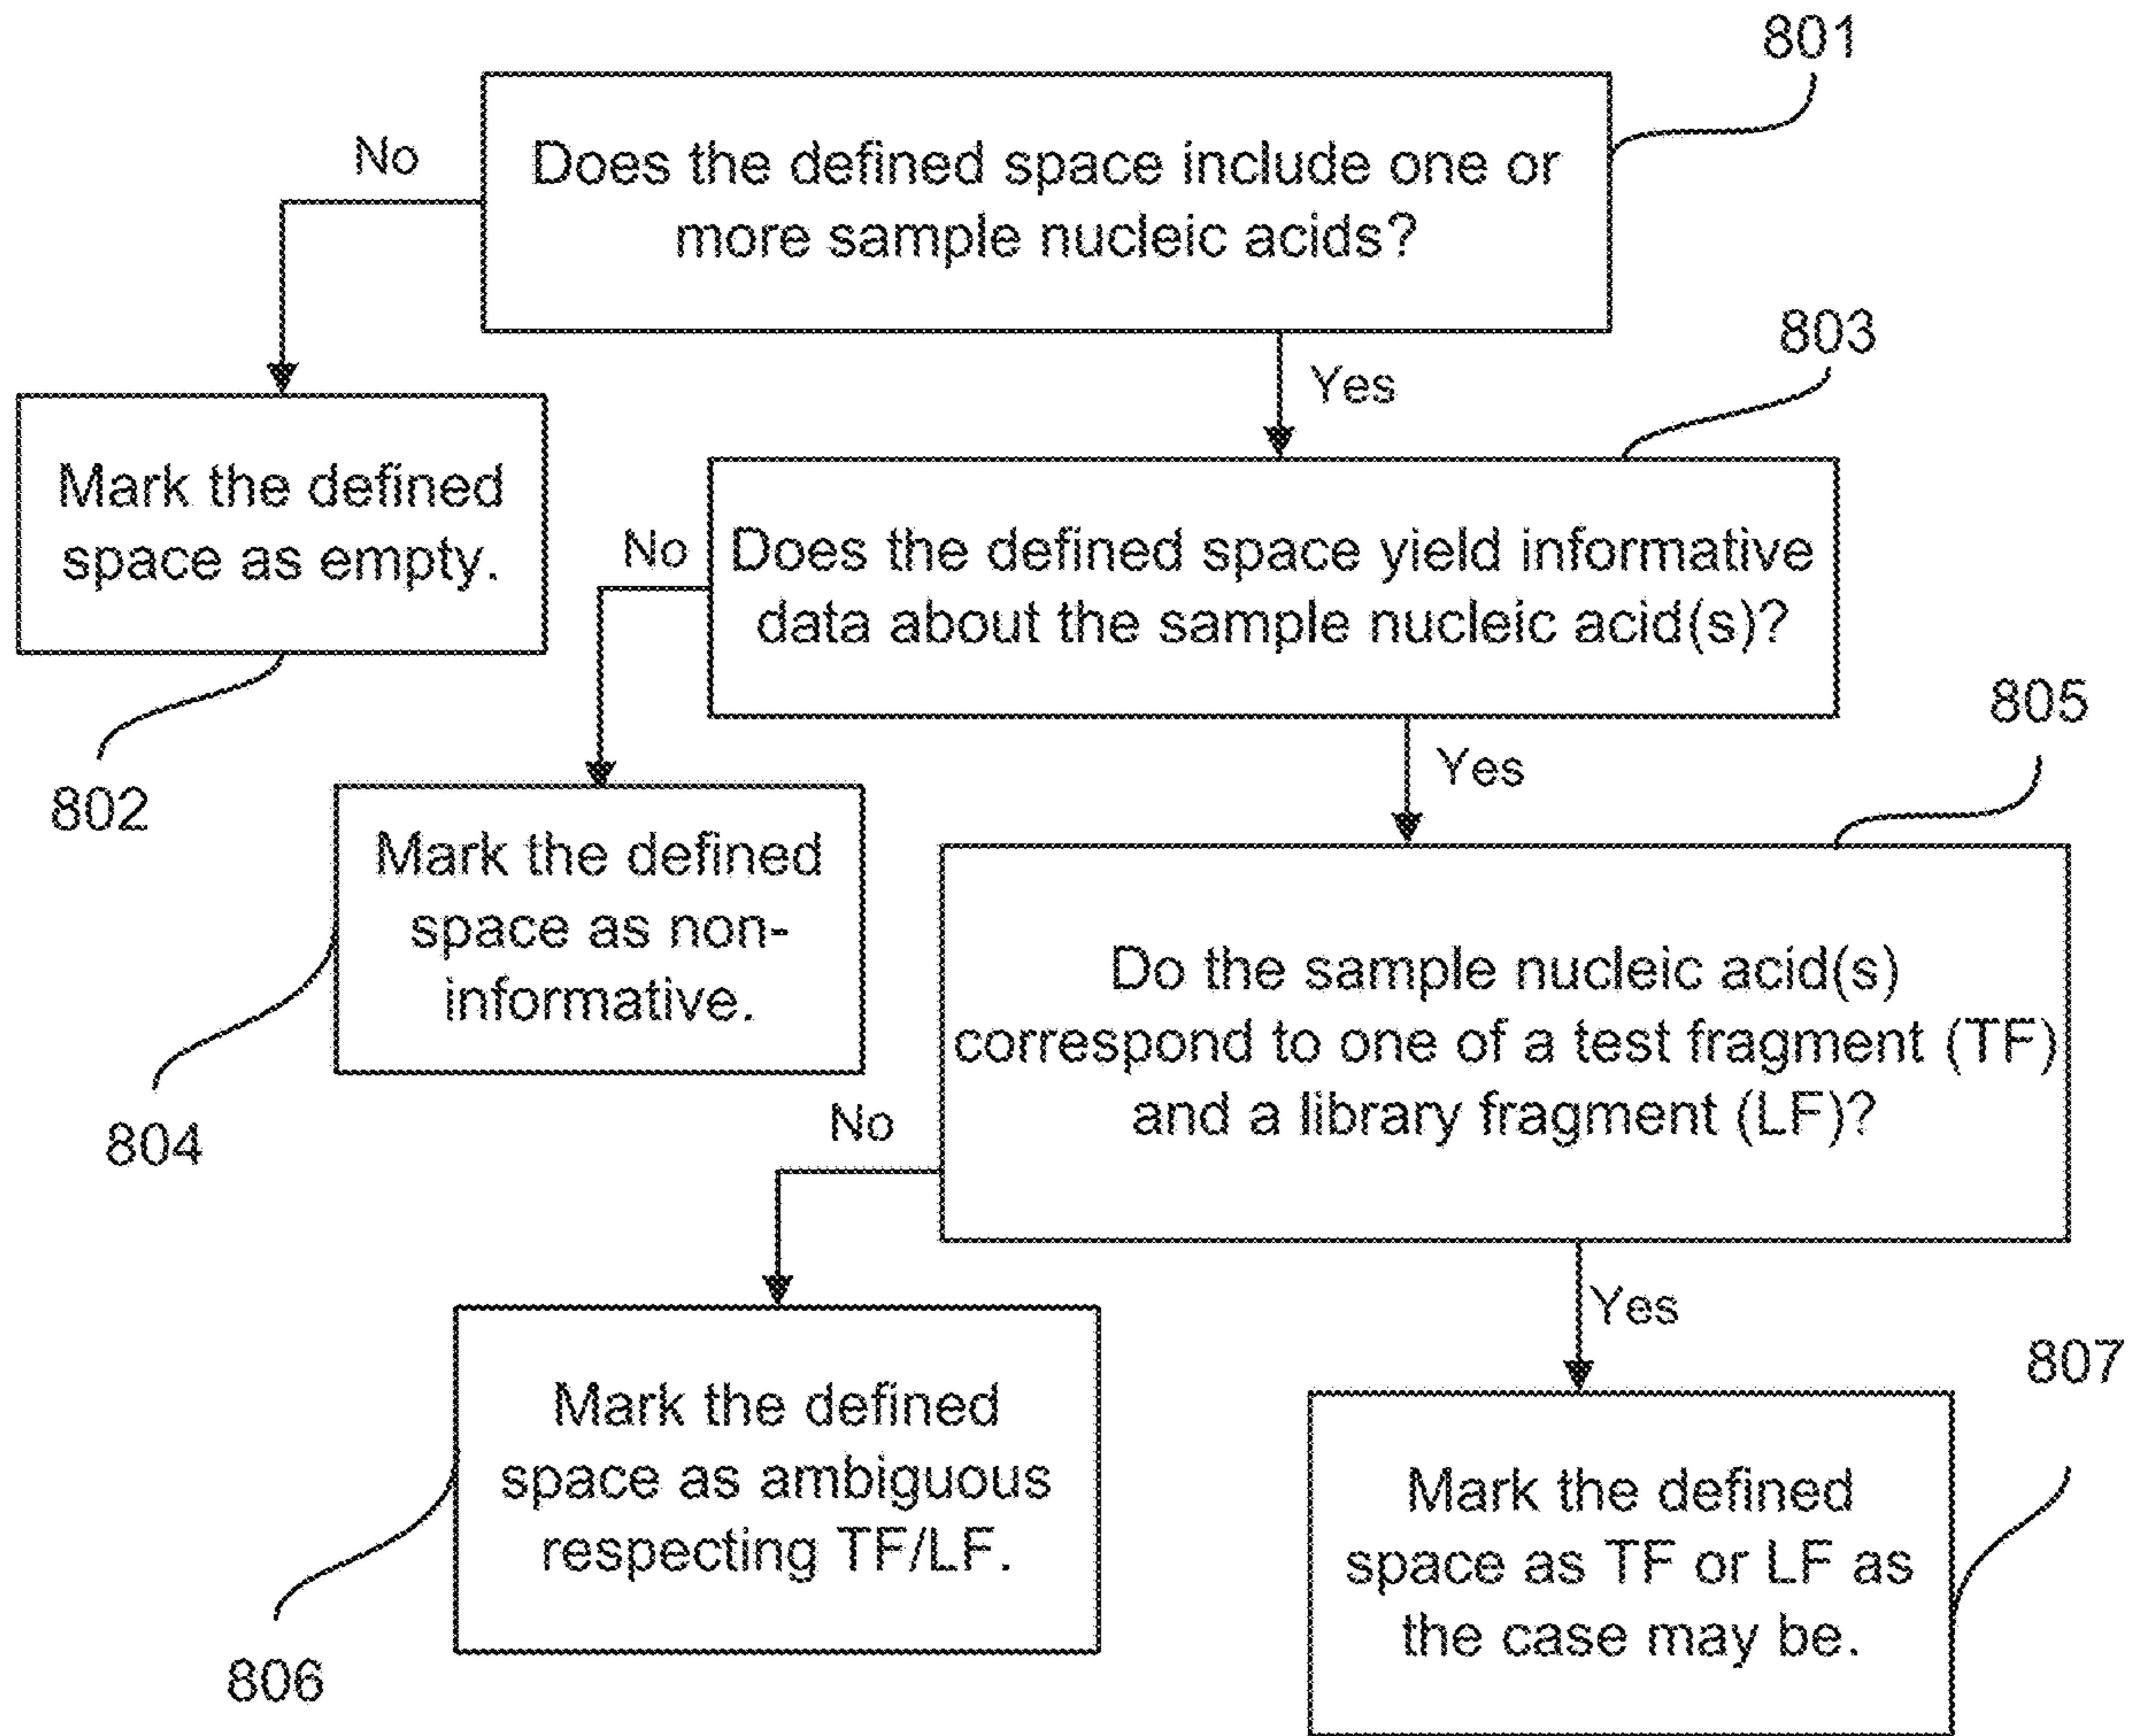 801
No
Does the defined space include one or
more sample nucleic acids?
803
Yes
Mark the defined
space as empty.
No
Does the defined space yield informative
data about the sample nucleic acid(s)?
805
802
Yes
Mark the defined
space as non-
informative.
804
Do the sample nucleic acid(s)
correspond to one of a test fragment (TF)
and a library fragment (LF)?
No
Yes
807
Mark the defined
space as ambiguous
respecting TF/LF.
806
Mark the defined
space as TF or LF as
the case may be.